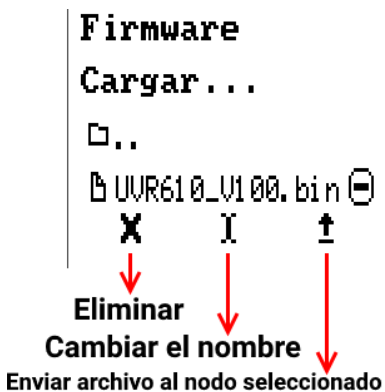 Firmware
Cargar...
..
UVR610_V100.bin
Eliminar
Cambiar el nombre
Enviar archivo al nodo seleccionado